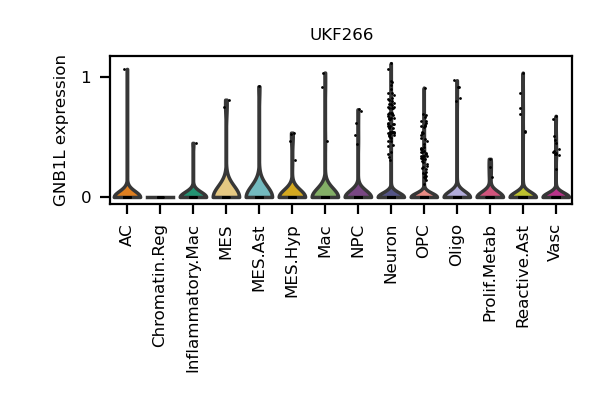 UKF266
GNB1L expression
1
0
AC
Chromatin.Reg
Inflammatory.Mac
MES
MES.Ast
MES.Hyp
Mac
NPC
Neuron
OPC
Oligo
Prolif.Metab
Reactive.Ast
Vasc